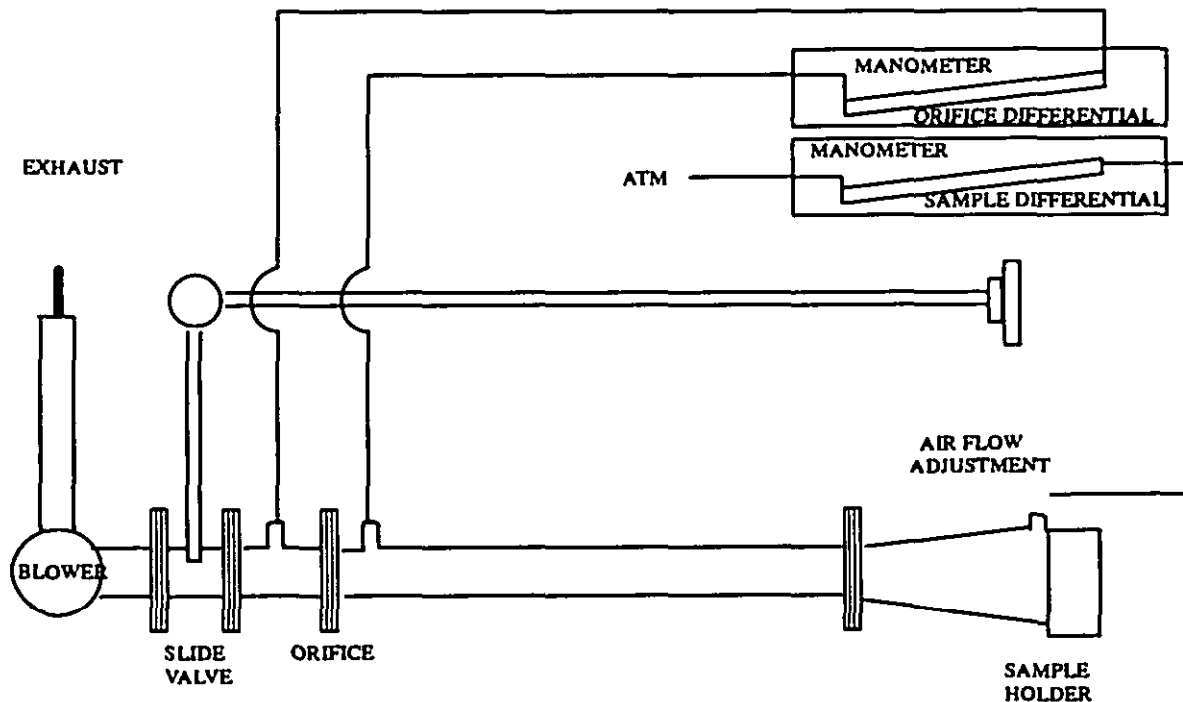 MANOMETER
ORIFICE DIFFERENTIAL
EXHAUST
MANOMETER
ATM
SAMPLE DIFFERENTIAL
AIR FLOW
ADJUSTMENT
BLOWER
SLIDE
VALVE
ORIFICE
SAMPLE
HOLDER